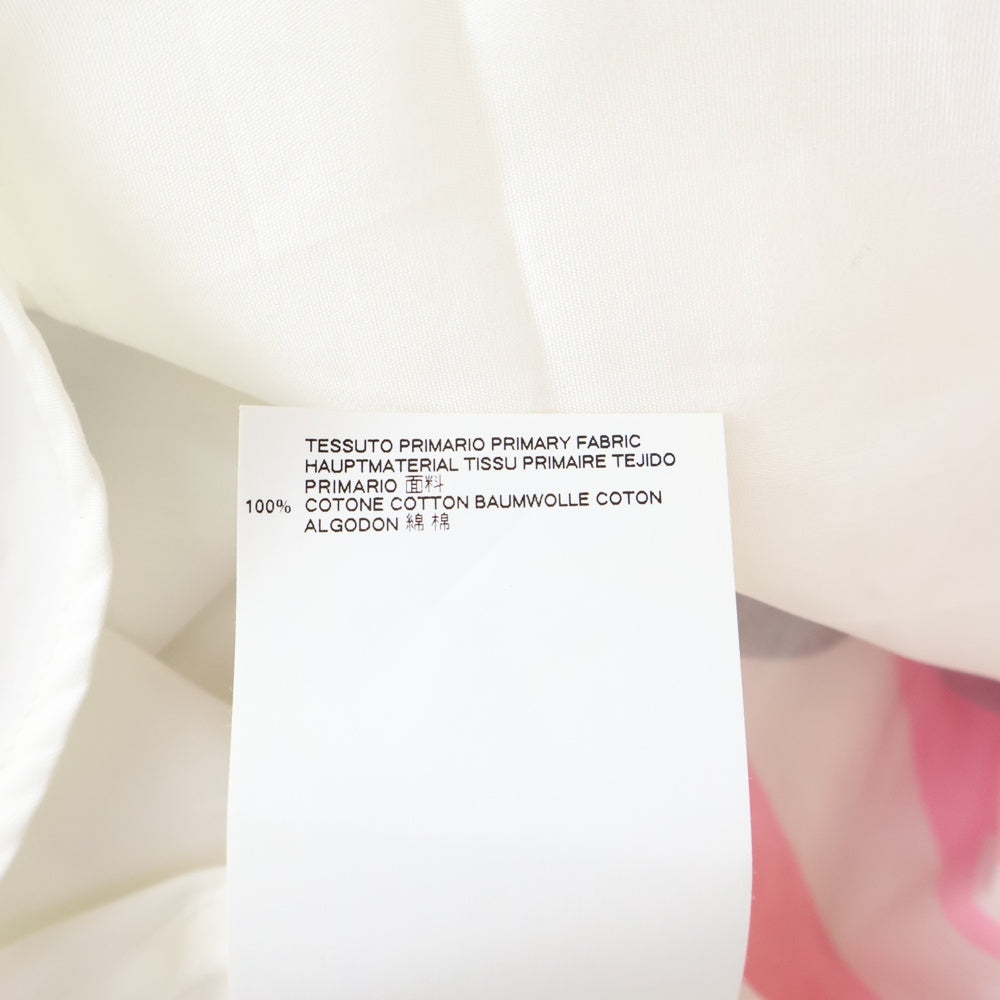 TESSUTO PRIMARIO PRIMARY FABRIC
HAUPTMATERIAL TISSU PRIMAIRE TEJIDO
PRIMARIO 面料
100% COTONE COTTON BAUMWOLLE COTON
ALGODON 綿 棉